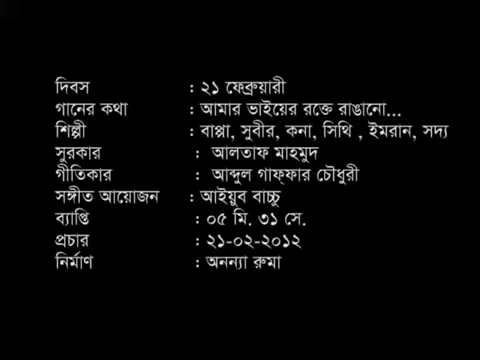 দিবস : ২১ ফেব্রুয়ারী
গানের কথা : আমার ভাইয়ের রক্তে রাঙানো...
শিল্পী : বাপ্পা, সুবীর, কনা, সিথি , ইমরান, সদ্য
সুরকার : আলতাফ মাহমুদ
গীতিকার : আব্দুল গাফ্ফার চৌধুরী
সঙ্গীত আয়োজন : আইয়ুব বাচ্চু
ব্যাপ্তি : ০৫ মি. ৩১ সে.
প্রচার : ২১-০২-২০১২
নির্মাণ : অনন্যা রুমা